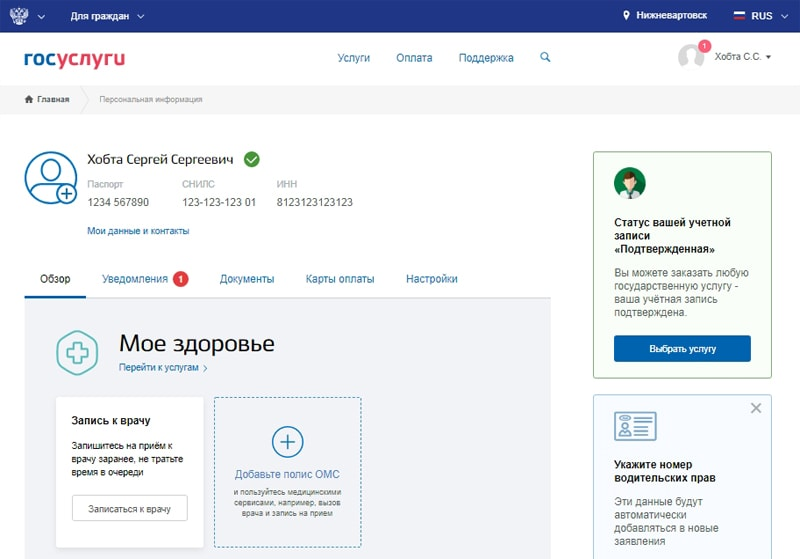 Для граждан
Нижневартовск
RUS
госуслуги
Услуги
Оплата
Поддержка
1
Хобта С.С.
Главная
Персональная информация
Хобта Сергей Сергеевич
Паспорт
СНИЛС
ИНН
1234 567890
123-123-123 01
8123123123123
Мои данные и контакты
Обзор
Уведомления 1
Документы
Карты оплаты
Настройки
Мое здоровье
Перейти к услугам
Запись к врачу
Запишитесь на приём к
врачу заранее, не тратьте
время в очереди
Записаться к врачу
Добавьте полис ОМС
и пользуйтесь медицинскими
сервисами, например, вызов
врача и запись на прием
Статус вашей учетной
записи
«Подтвержденная»
Вы можете заказать любую
государственную услугу -
ваша учётная запись
подтверждена.
Выбрать услугу
Укажите номер
водительских прав
Эти данные будут
автоматически
добавляться в новые
заявления